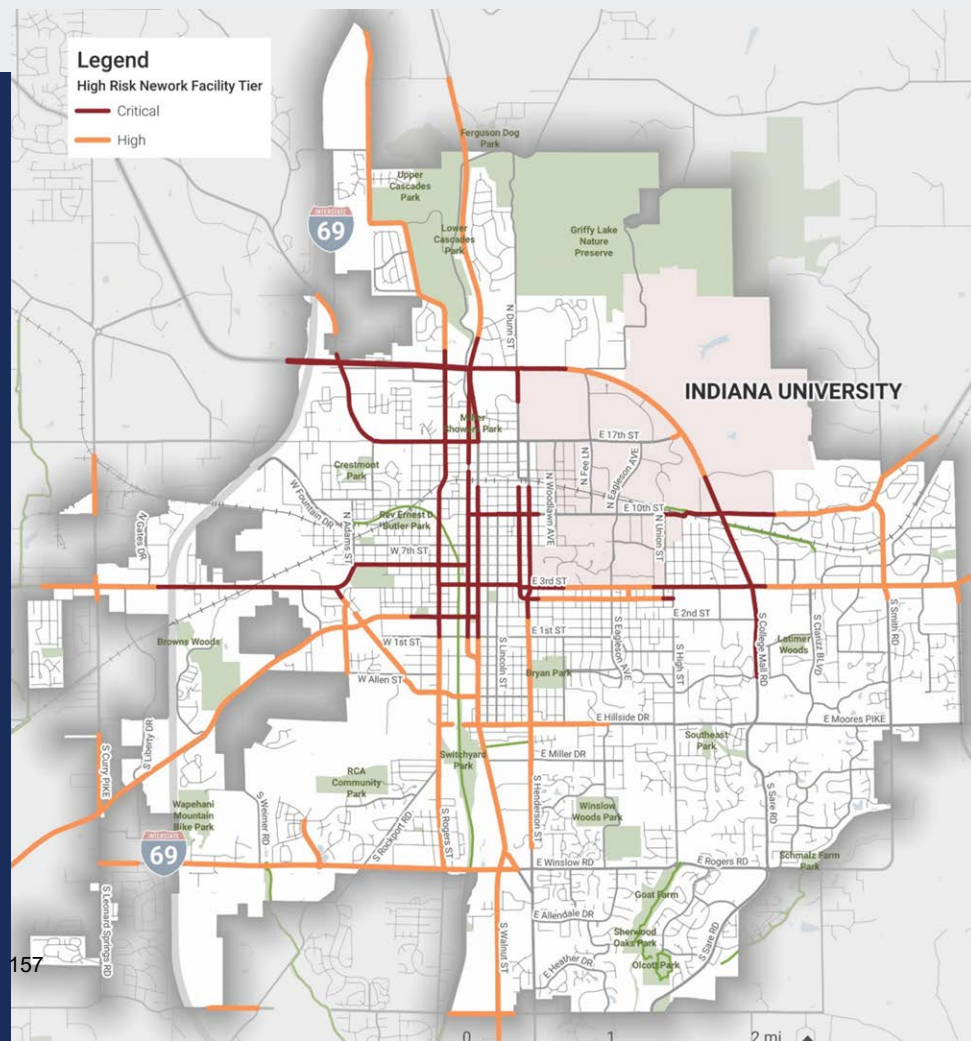 Legend
High Risk Nework Facility Tier
Critical
High
Ferguson Dog
Park
Upper
Cascades
Park
INTERSTATE
69
Lower
Cascades
Park
Griffy Lake
Nature
Preserve
N DUNN ST
INDIANA UNIVERSITY
Miller
Showers Park
E 17th ST
N Fee LN
N Eagleson AVE
Crestmont
Park
W Fountain DR
N Woodlawn AVE
E 10th ST
N Gates DR
N Adams ST
Rev Ernest D
Butler Park
N Union ST
W 7th ST
E 3rd ST
E 2nd ST
Browns Woods
W 1st ST
E 1st ST
S Lincoln ST
S Eagleson AVE
S High ST
S College Mall RD
Latimer
Woods
S Clarizz BLVD
S Smith RD
W Allen ST
Bryan Park
E Hillside DR
E Moores PIKE
S Curry PIKE
S Liberty DR
Switchyard
Park
E Miller DR
Southeast
Park
RCA
Community
Park
Wapehani
Mountain
Bike Park
S Weimer RD
S Rockport RD
S Rogers ST
S Henderson ST
Winslow
Woods Park
S Sare RD
INTERSTATE
69
E Winslow RD
E Rogers RD
Schmalz Farm
Park
S Leonard Springs RD
Goat Farm
E Allendale DR
S Walnut ST
Sherwood
Oaks Park
S Sare RD
E Heather DR
Olcott Park
157
0 1 2 mi